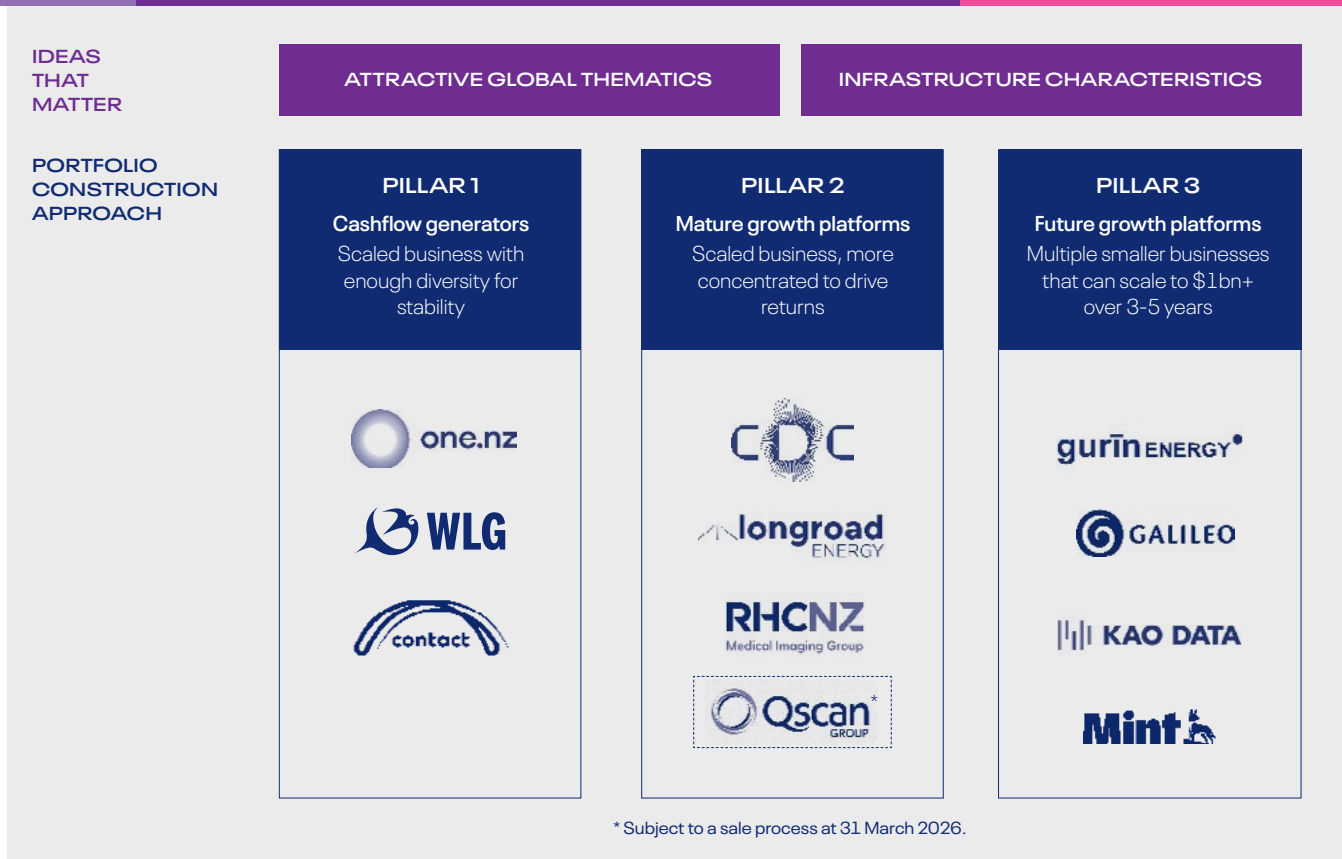 IDEAS
THAT
MATTER
ATTRACTIVE GLOBAL THEMATICS
INFRASTRUCTURE CHARACTERISTICS
PORTFOLIO
CONSTRUCTION
APPROACH
PILLAR 1
Cashflow generators
Scaled business with
enough diversity for
stability
one.nz
WLG
contact
PILLAR 2
Mature growth platforms
Scaled business, more
concentrated to drive
returns
CDC
longroad
ENERGY
RHCNZ
Medical Imaging Group
Qscan*
GROUP
PILLAR 3
Future growth platforms
Multiple smaller businesses
that can scale to $1bn+
over 3-5 years
gurīn ENERGY
GALILEO
KAO DATA
Mint
* Subject to a sale process at 31 March 2026.